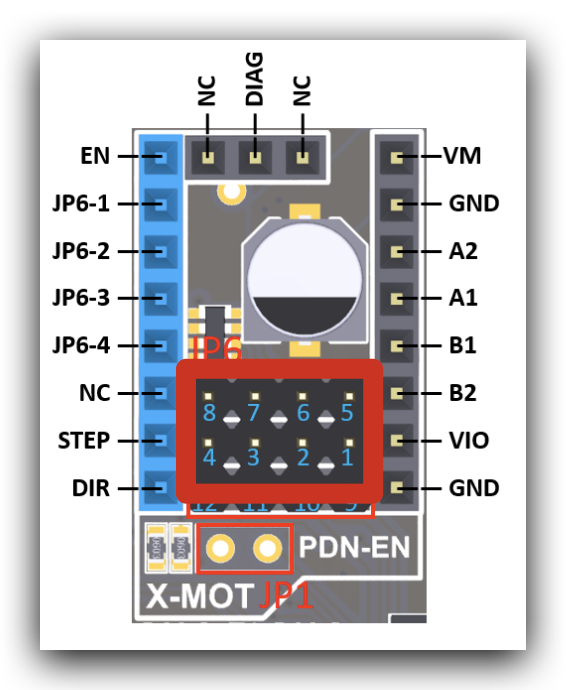 NC DIAG NC
EN VM
JP6-1 GND
JP6-2 A2
JP6-3 A1
JP6-4 B1
JP6
NC B2
8 7 6 5
STEP VIO
4 3 2 1
DIR GND
12 11 10 9
PDN-EN
X-MOT JP1